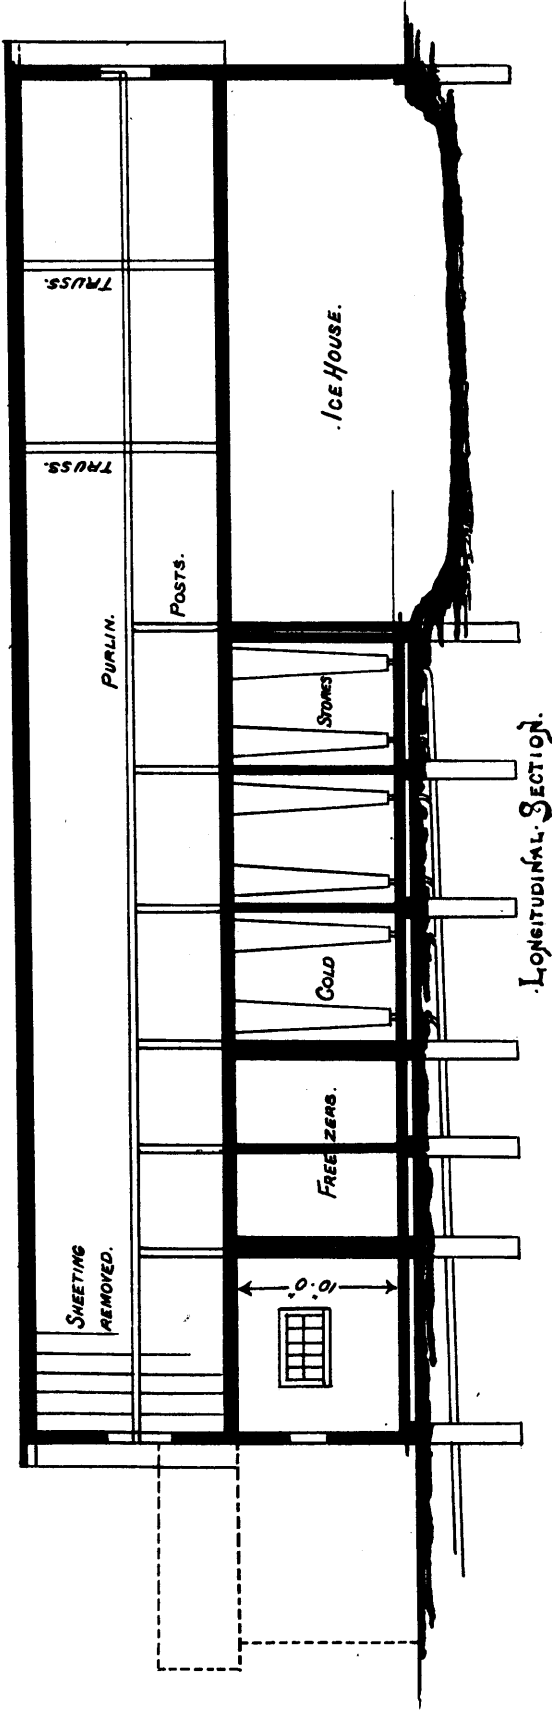 TRUSS.
TRUSS.
PURLIN.
POSTS.
SHEETING
REMOVED.
.ICE HOUSE.
COLD STORES
FREEZERS.
10'.0"
.LONGITUDINAL.SECTION.